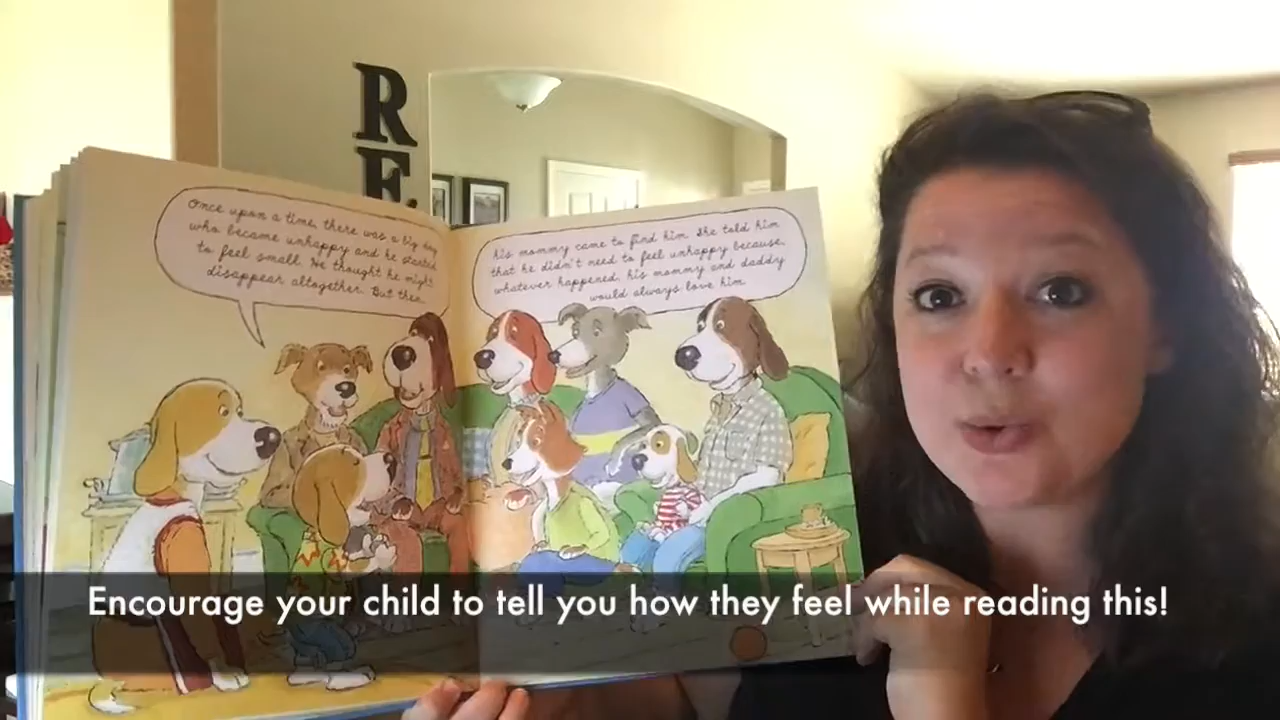 RE
Once upon a time, there was a big dog
who became unhappy and he started
to feel small. He thought he might
disappear altogether. But then
his mommy came to find him. She told him
that he didn't need to feel unhappy because,
whatever happened, his mommy and daddy
would always love him
Encourage your child to tell you how they feel while reading this!